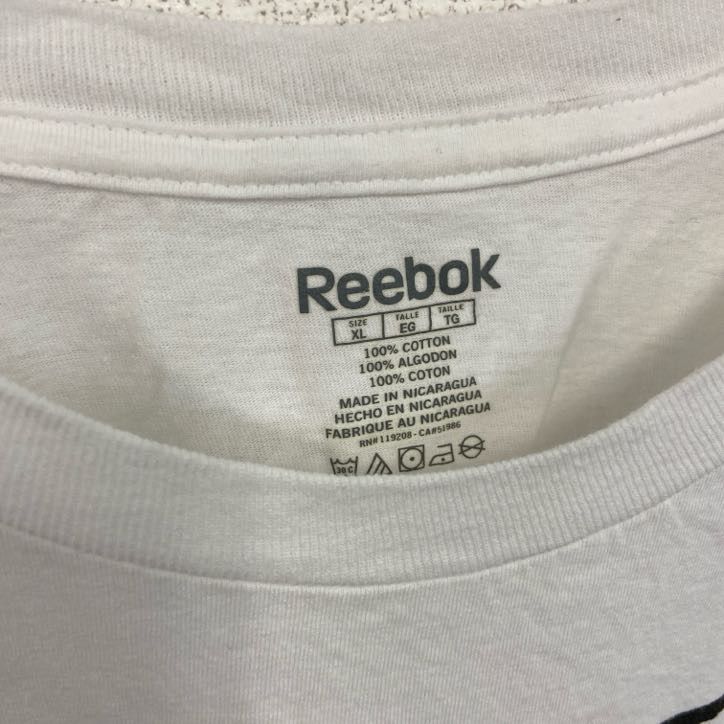 Reebok
SIZE TALLE TAILLE
XL EG TG
100% COTTON
100% ALGODON
100% COTON
MADE IN NICARAGUA
HECHO EN NICARAGUA
FABRIQUE AU NICARAGUA
RN# 119208 - CA#51986
30C